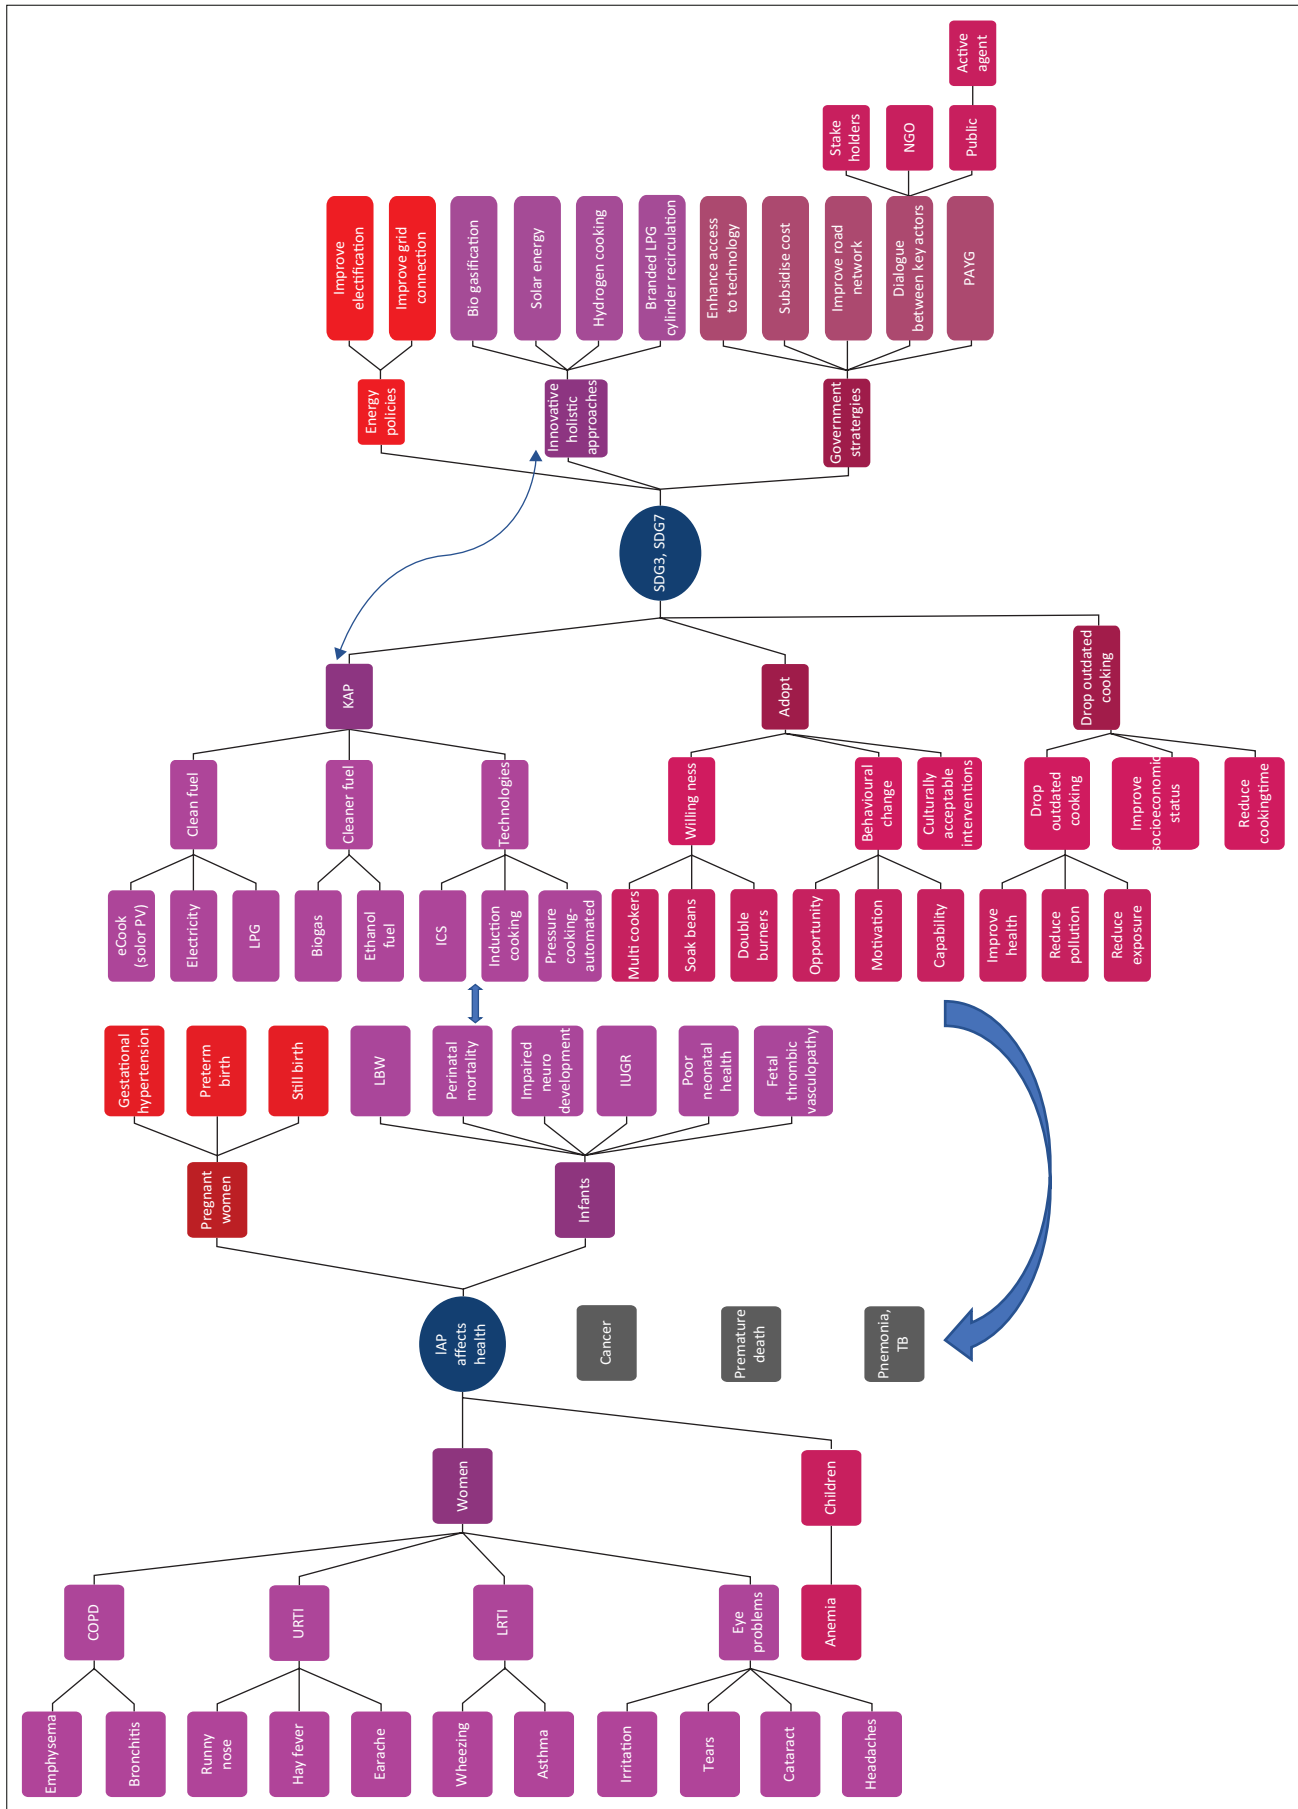 Emphysema
Bronchitis
Runny
nose
Hay fever
Earache
Wheezing
Asthma
Irritation
Tears
Cataract
Headaches
COPD
URTI
LRTI
Eye
problems
Anemia
Women
Children
IAP
affects
health
Cancer
Premature
death
Pnemonia,
TB
Pregnant
women
Infants
Gestational
hypertension
Preterm
birth
Still birth
LBW
Perinatal
mortality
Impaired
neuro
development
IUGR
Poor
neonatal
health
Fetal
thrombic
vasculopathy
eCook
(solor PV)
Electricity
LPG
Biogas
Ethanol
fuel
ICS
Induction
cooking
Pressure
cooking-
automated
Multi cookers
Soak beans
Double
burners
Opportunity
Motivation
Capability
Improve
health
Reduce
pollution
Reduce
exposure
Clean fuel
Cleaner fuel
Technologies
Willing ness
Behavioural
change
Culturally
acceptable
interventions
Drop
outdated
cooking
Improve
socioeconomic
status
Reduce
cookingtime
KAP
Adopt
Drop outdated
cooking
SDG3, SDG7
Energy
policies
Innovative
holistic
approaches
Government
stratergies
Improve
electification
Improve grid
connection
Bio gasification
Solar energy
Hydrogen cooking
Branded LPG
cylinder recirculation
Enhance access
to technology
Subsidise cost
Improve road
network
Dialogue
between key actors
PAYG
Stake
holders
NGO
Public
Active
agent